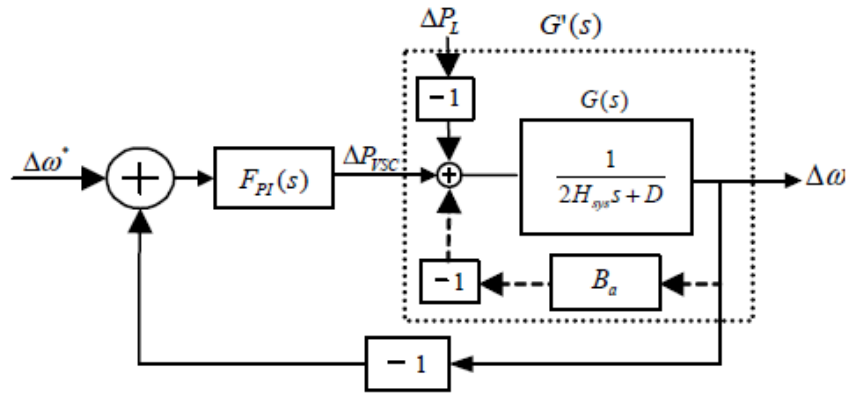 ΔP_L
G'(s)
-1
G(s)
Δω*
+
F_PI(s)
ΔP_VSC
+
1
2H_sys s + D
Δω
-1
B_a
-1